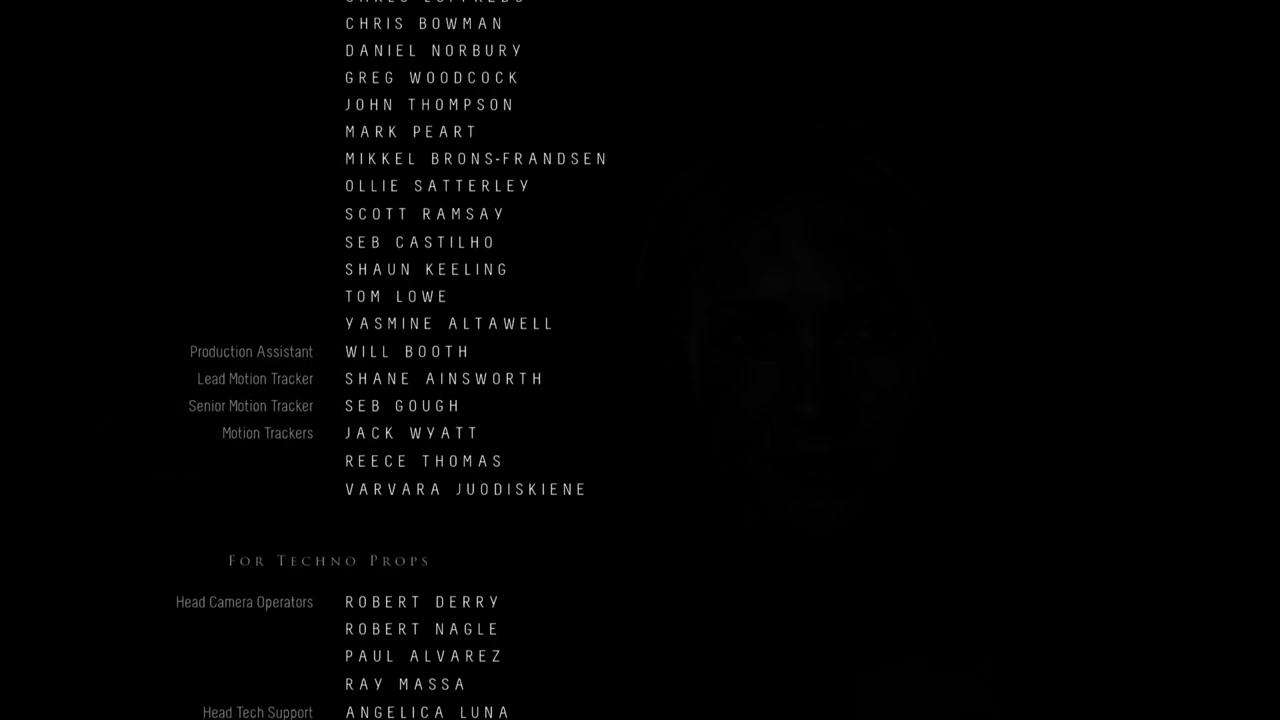 CHRIS BOWMAN
DANIEL NORBURY
GREG WOODCOCK
JOHN THOMPSON
MARK PEART
MIKKEL BRONS-FRANDSEN
OLLIE SATTERLEY
SCOTT RAMSAY
SEB CASTILHO
SHAUN KEELING
TOM LOWE
YASMINE ALTAWELL
Production Assistant WILL BOOTH
Lead Motion Tracker SHANE AINSWORTH
Senior Motion Tracker SEB GOUGH
Motion Trackers JACK WYATT
REECE THOMAS
VARVARA JUODISKIENE
FOR TECHNO PROPS
Head Camera Operators ROBERT DERRY
ROBERT NAGLE
PAUL ALVAREZ
RAY MASSA
Head Tech Support ANGELICA LUNA